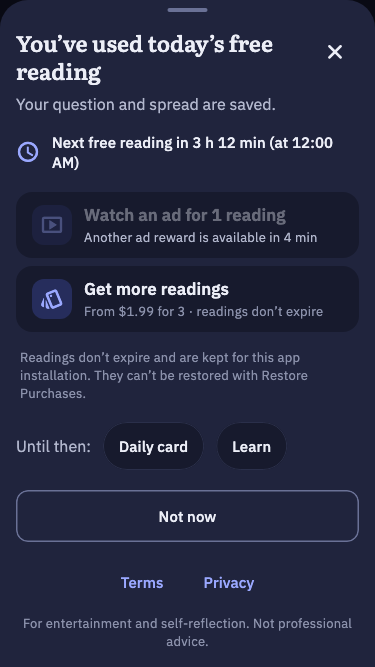 You’ve used today’s free
reading
Your question and spread are saved.
Next free reading in 3 h 12 min (at 12:00
AM)
Watch an ad for 1 reading
Another ad reward is available in 4 min
Get more readings
From $1.99 for 3 · readings don’t expire
Readings don’t expire and are kept for this app
installation. They can’t be restored with Restore
Purchases.
Until then: Daily card Learn
Not now
Terms Privacy
For entertainment and self-reflection. Not professional
advice.